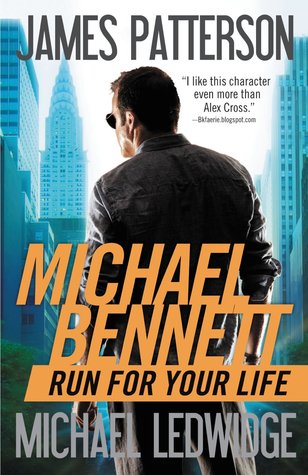 JAMES PATTERSON
“I like this character
even more than
Alex Cross.”
—Bkfaerie.blogspot.com
MICHAEL
BENNETT
RUN FOR YOUR LIFE
MICHAEL LEDWIDGE